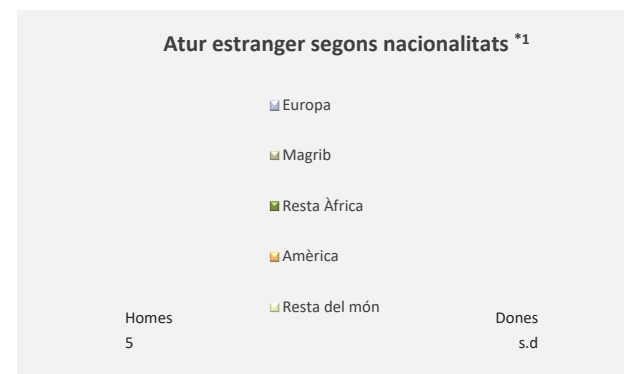 Atur estranger segons nacionalitats *1
Europa
Magrib
Resta Àfrica
Amèrica
Resta del món
Homes
Dones
5
s.d